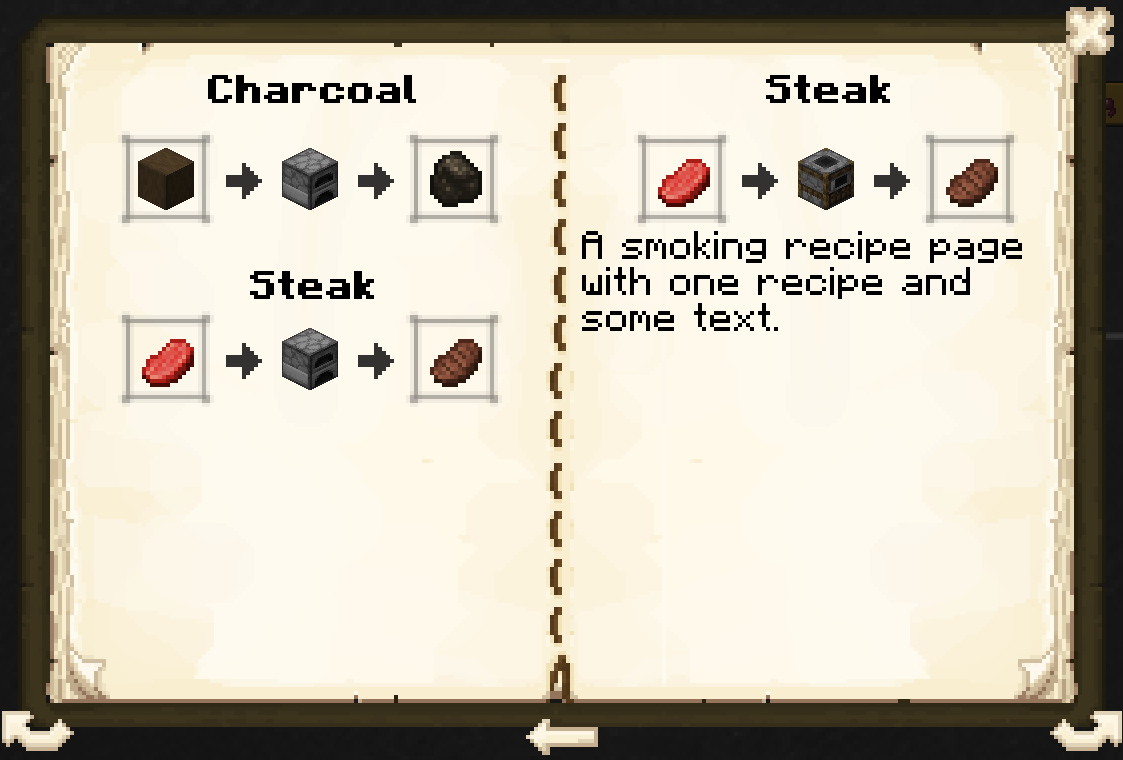 Charcoal
Steak
Steak
A smoking recipe page
with one recipe and
some text.